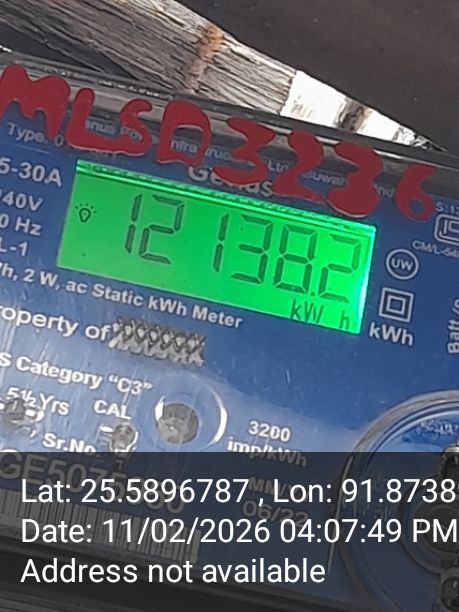 MLSD3236
Type.
5-30A
240V
0 Hz
L-1
121382
kW h
kWh
UW
h, 2 W, ac Static kWh Meter
roperty of
S Category "C3"
5½ Yrs CAL
Sr.No
3200
imp/kWh
Lat: 25.5896787 , Lon: 91.8738
Date: 11/02/2026 04:07:49 PM
Address not available